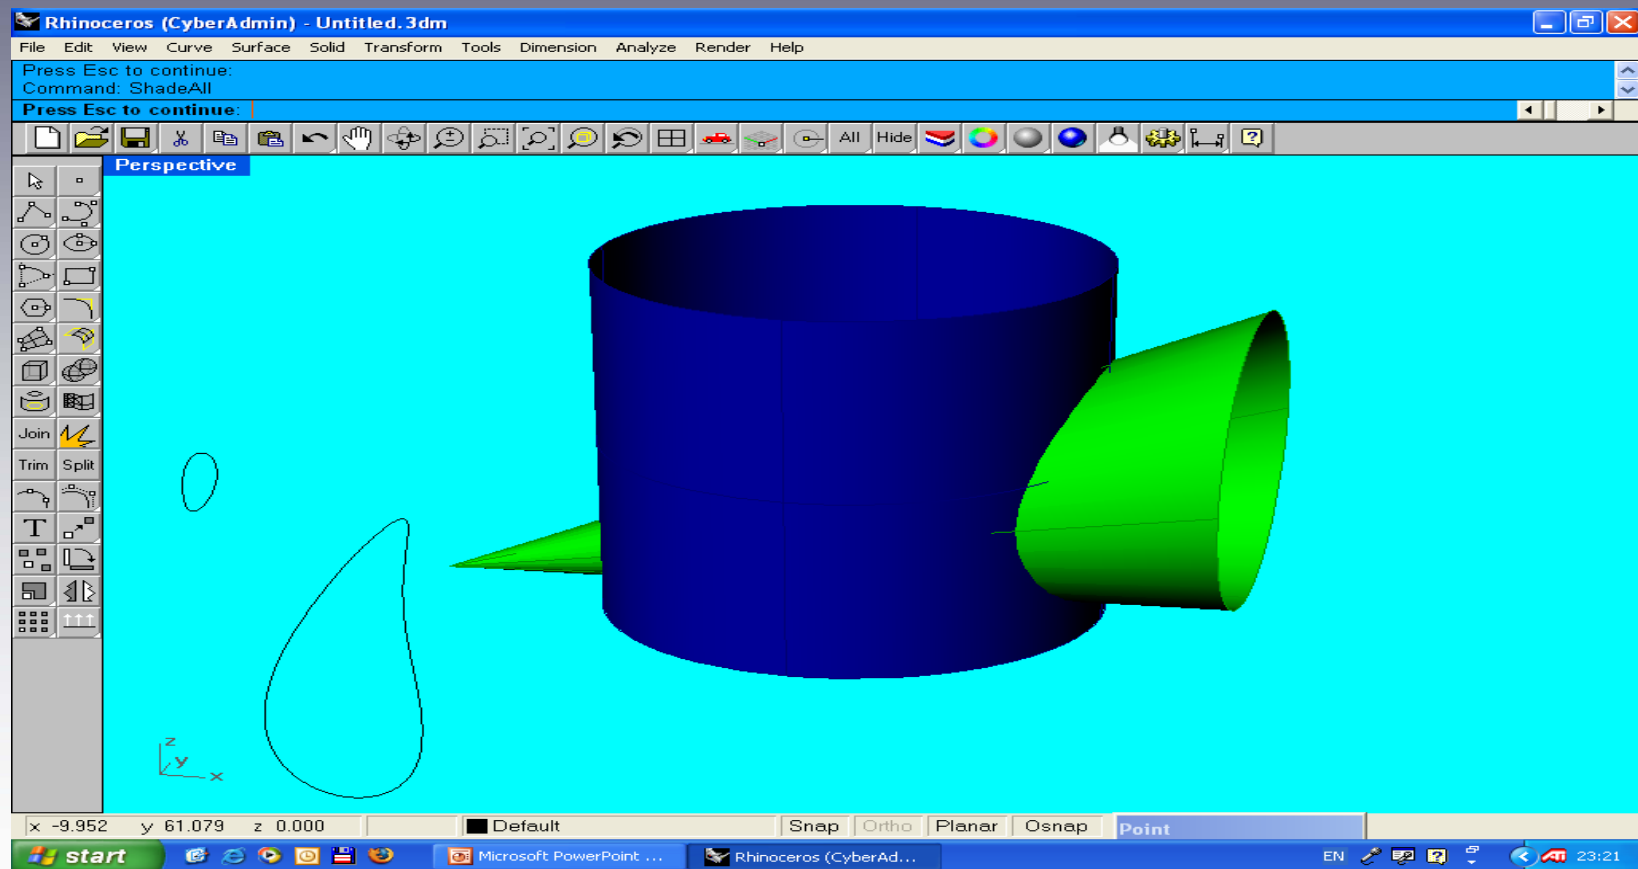 Rhinoceros (CyberAdmin) - Untitled.3dm
File Edit View Curve Surface Solid Transform Tools Dimension Analyze Render Help
Press Esc to continue:
Command: ShadeAll
Press Esc to continue:
All Hide
Perspective
Join
Trim Split
T
z
y
x
x -9.952 y 61.079 z 0.000 Default Snap Ortho Planar Osnap Point
start Microsoft PowerPoint ... Rhinoceros (CyberAd... EN ATI 23:21